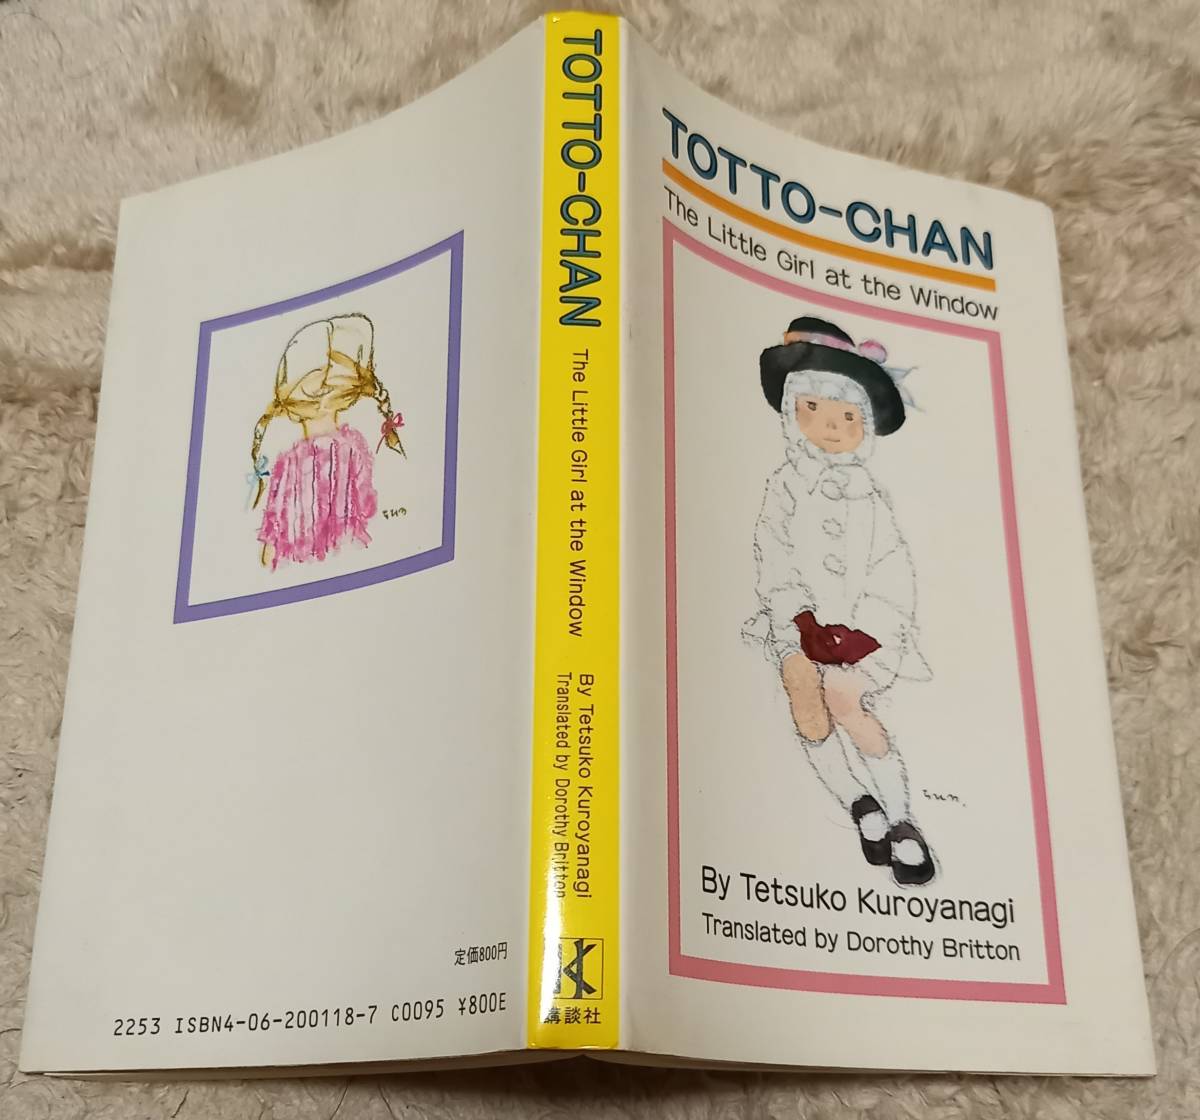 TOTTO-CHAN
The Little Girl at the Window
By Tetsuko Kuroyanagi
Translated by Dorothy Britton
TOTTO-CHAN The Little Girl at the Window
By Tetsuko Kuroyanagi
Translated by Dorothy Britton
講談社
定価800円
2253 ISBN4-06-200118-7 C0095 ¥800E